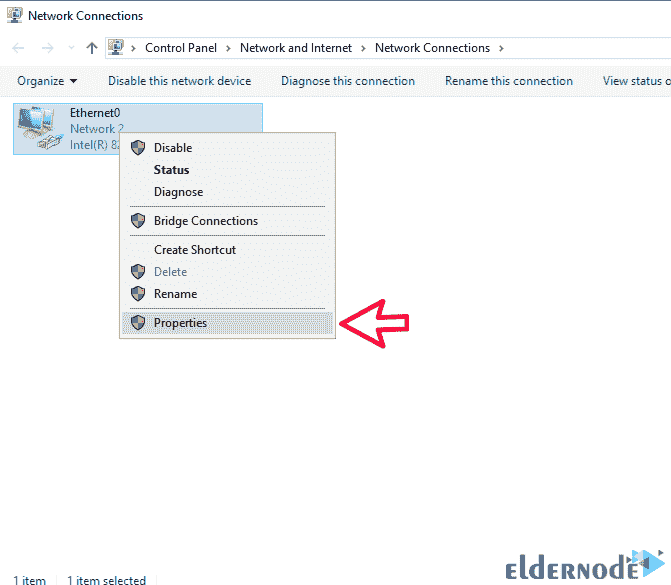 Network Connections
Control Panel > Network and Internet > Network Connections >
Organize Disable this network device Diagnose this connection Rename this connection View status o
Ethernet0
Network 2
Intel(R) 82
Disable
Status
Diagnose
Bridge Connections
Create Shortcut
Delete
Rename
Properties
1 item 1 item selected
eldernode